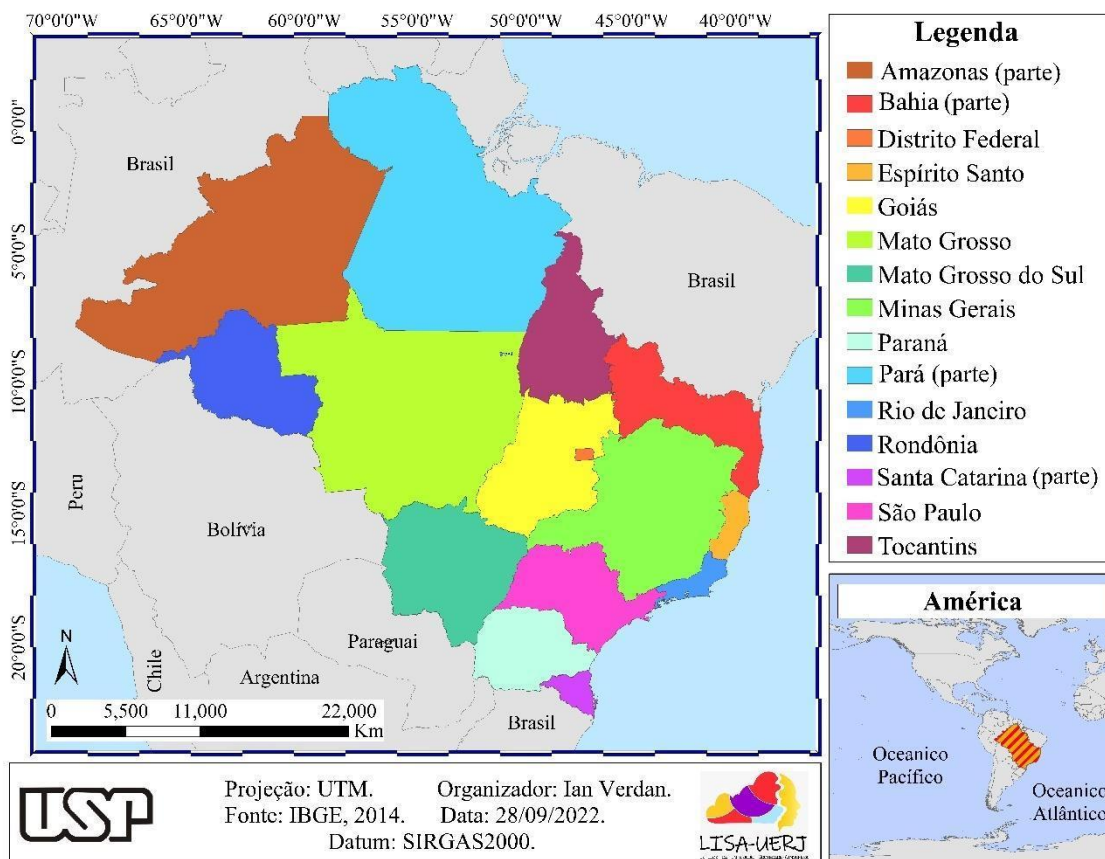 70°0'0"W 65°0'0"W 60°0'0"W 55°0'0"W 50°0'0"W 45°0'0"W 40°0'0"W
0°0'0"
5°0'0"S
10°0'0"S
15°0'0"S
20°0'0"S
Brasil
Brasil
Peru
Bolívia
Paraguai
Chile
Argentina
Brasil
N
0 5,500 11,000 22,000
Km
Legenda
Amazonas (parte)
Bahia (parte)
Distrito Federal
Espírito Santo
Goiás
Mato Grosso
Mato Grosso do Sul
Minas Gerais
Paraná
Pará (parte)
Rio de Janeiro
Rondônia
Santa Catarina (parte)
São Paulo
Tocantins
América
Oceanico
Pacífico
Oceanico
Atlântico
USP
Projeção: UTM. Organizador: Ian Verdan.
Fonte: IBGE, 2014. Data: 28/09/2022.
Datum: SIRGAS2000.
LISA-UERJ